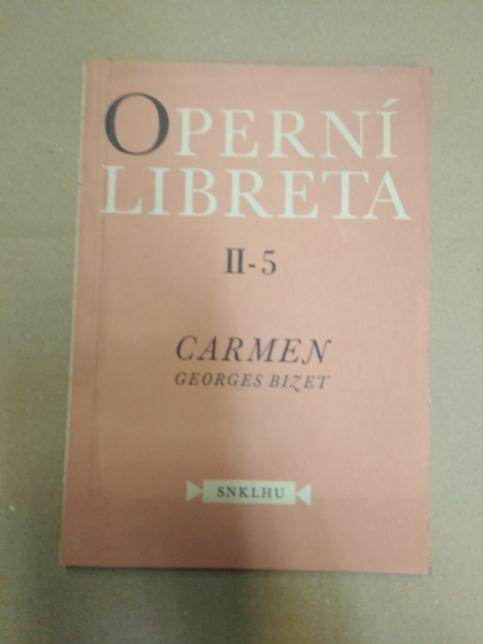 OPERNÍ
LIBRETA
II-5
CARMEN
GEORGES BIZET
SNKLHU